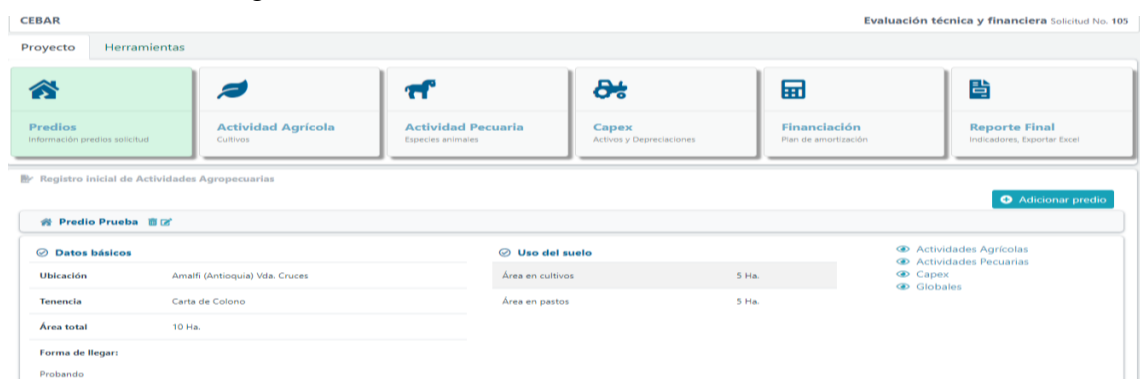 CEBAR
Evaluación técnica y financiera Solicitud No. 105
Proyecto Herramientas
Predios
Información predios solicitud
Actividad Agrícola
Cultivos
Actividad Pecuaria
Especies animales
Capex
Activos y Depreciaciones
Financiación
Plan de amortización
Reporte Final
Indicadores, Exportar Excel
Registro inicial de Actividades Agropecuarias
Adicionar predio
Predio Prueba
Datos básicos
Ubicación Amalfi (Antioquia) Vda. Cruces
Tenencia Carta de Colono
Área total 10 Ha.
Forma de llegar:
Probando
Uso del suelo
Área en cultivos 5 Ha.
Área en pastos 5 Ha.
Actividades Agrícolas
Actividades Pecuarias
Capex
Globales